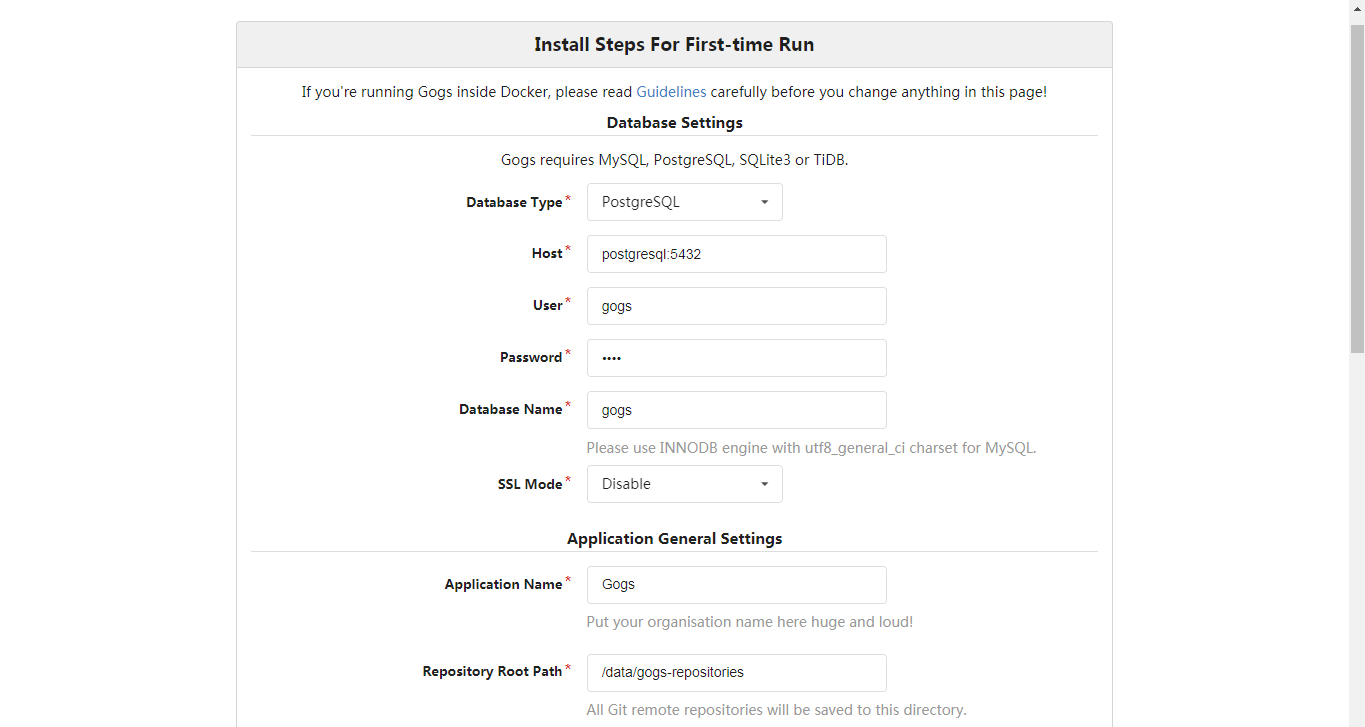 Install Steps For First-time Run
If you're running Gogs inside Docker, please read Guidelines carefully before you change anything in this page!
Database Settings
Gogs requires MySQL, PostgreSQL, SQLite3 or TiDB.
Database Type* PostgreSQL
Host* postgresql:5432
User* gogs
Password* ••••
Database Name* gogs
Please use INNODB engine with utf8_general_ci charset for MySQL.
SSL Mode* Disable
Application General Settings
Application Name* Gogs
Put your organisation name here huge and loud!
Repository Root Path* /data/gogs-repositories
All Git remote repositories will be saved to this directory.